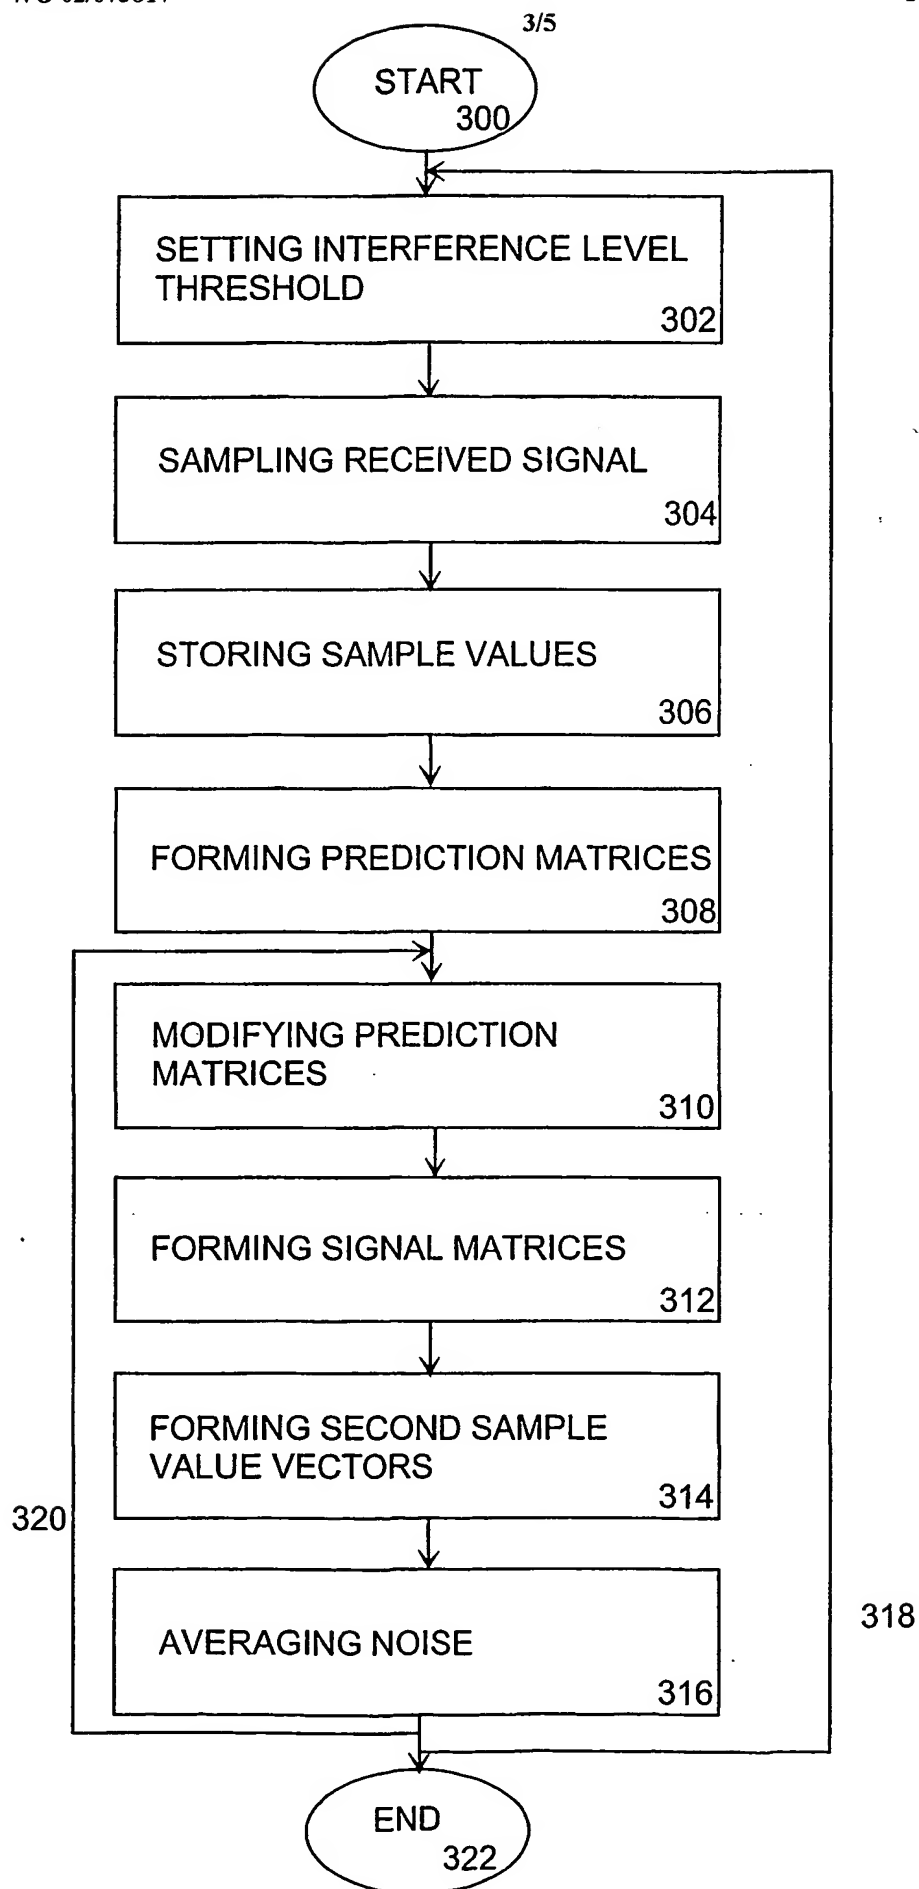 3/5
START
300
SETTING INTERFERENCE LEVEL
THRESHOLD
302
SAMPLING RECEIVED SIGNAL
304
STORING SAMPLE VALUES
306
FORMING PREDICTION MATRICES
308
MODIFYING PREDICTION
MATRICES
310
FORMING SIGNAL MATRICES
312
FORMING SECOND SAMPLE
VALUE VECTORS
314
320
AVERAGING NOISE
316
318
END
322